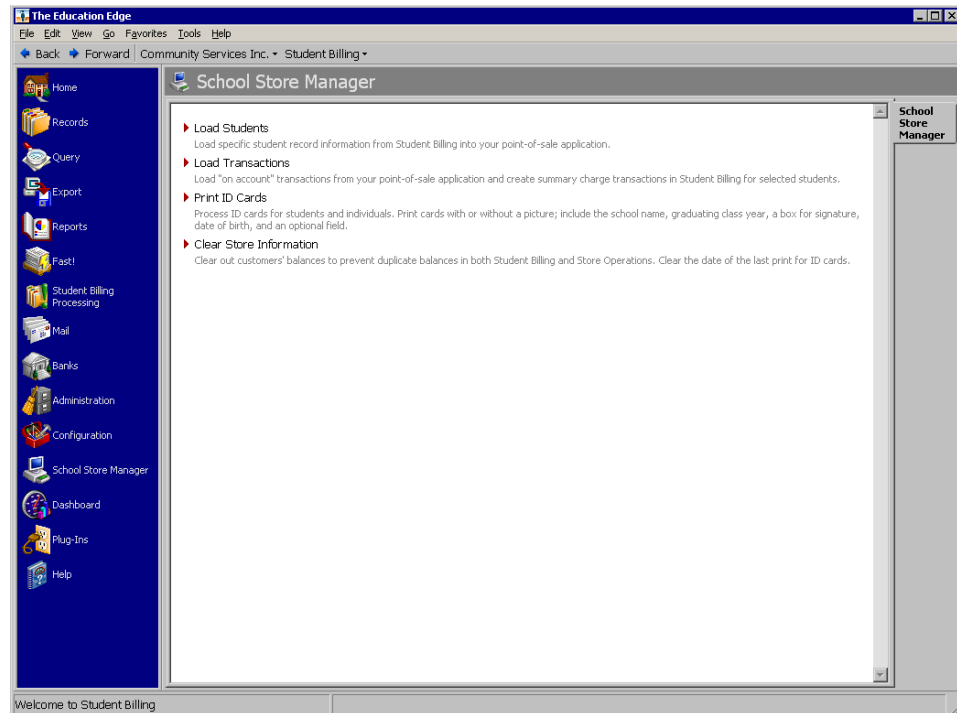 The Education Edge
File Edit View Go Favorites Tools Help
Back Forward Community Services Inc. Student Billing
Home
Records
Query
Export
Reports
Fast!
Student Billing
Processing
Mail
Banks
Administration
Configuration
School Store Manager
Dashboard
Plug-Ins
Help
School Store Manager
Load Students
Load specific student record information from Student Billing into your point-of-sale application.
Load Transactions
Load "on account" transactions from your point-of-sale application and create summary charge transactions in Student Billing for selected students.
Print ID Cards
Process ID cards for students and individuals. Print cards with or without a picture; include the school name, graduating class year, a box for signature,
date of birth, and an optional field.
Clear Store Information
Clear out customers' balances to prevent duplicate balances in both Student Billing and Store Operations. Clear the date of the last print for ID cards.
School
Store
Manager
Welcome to Student Billing